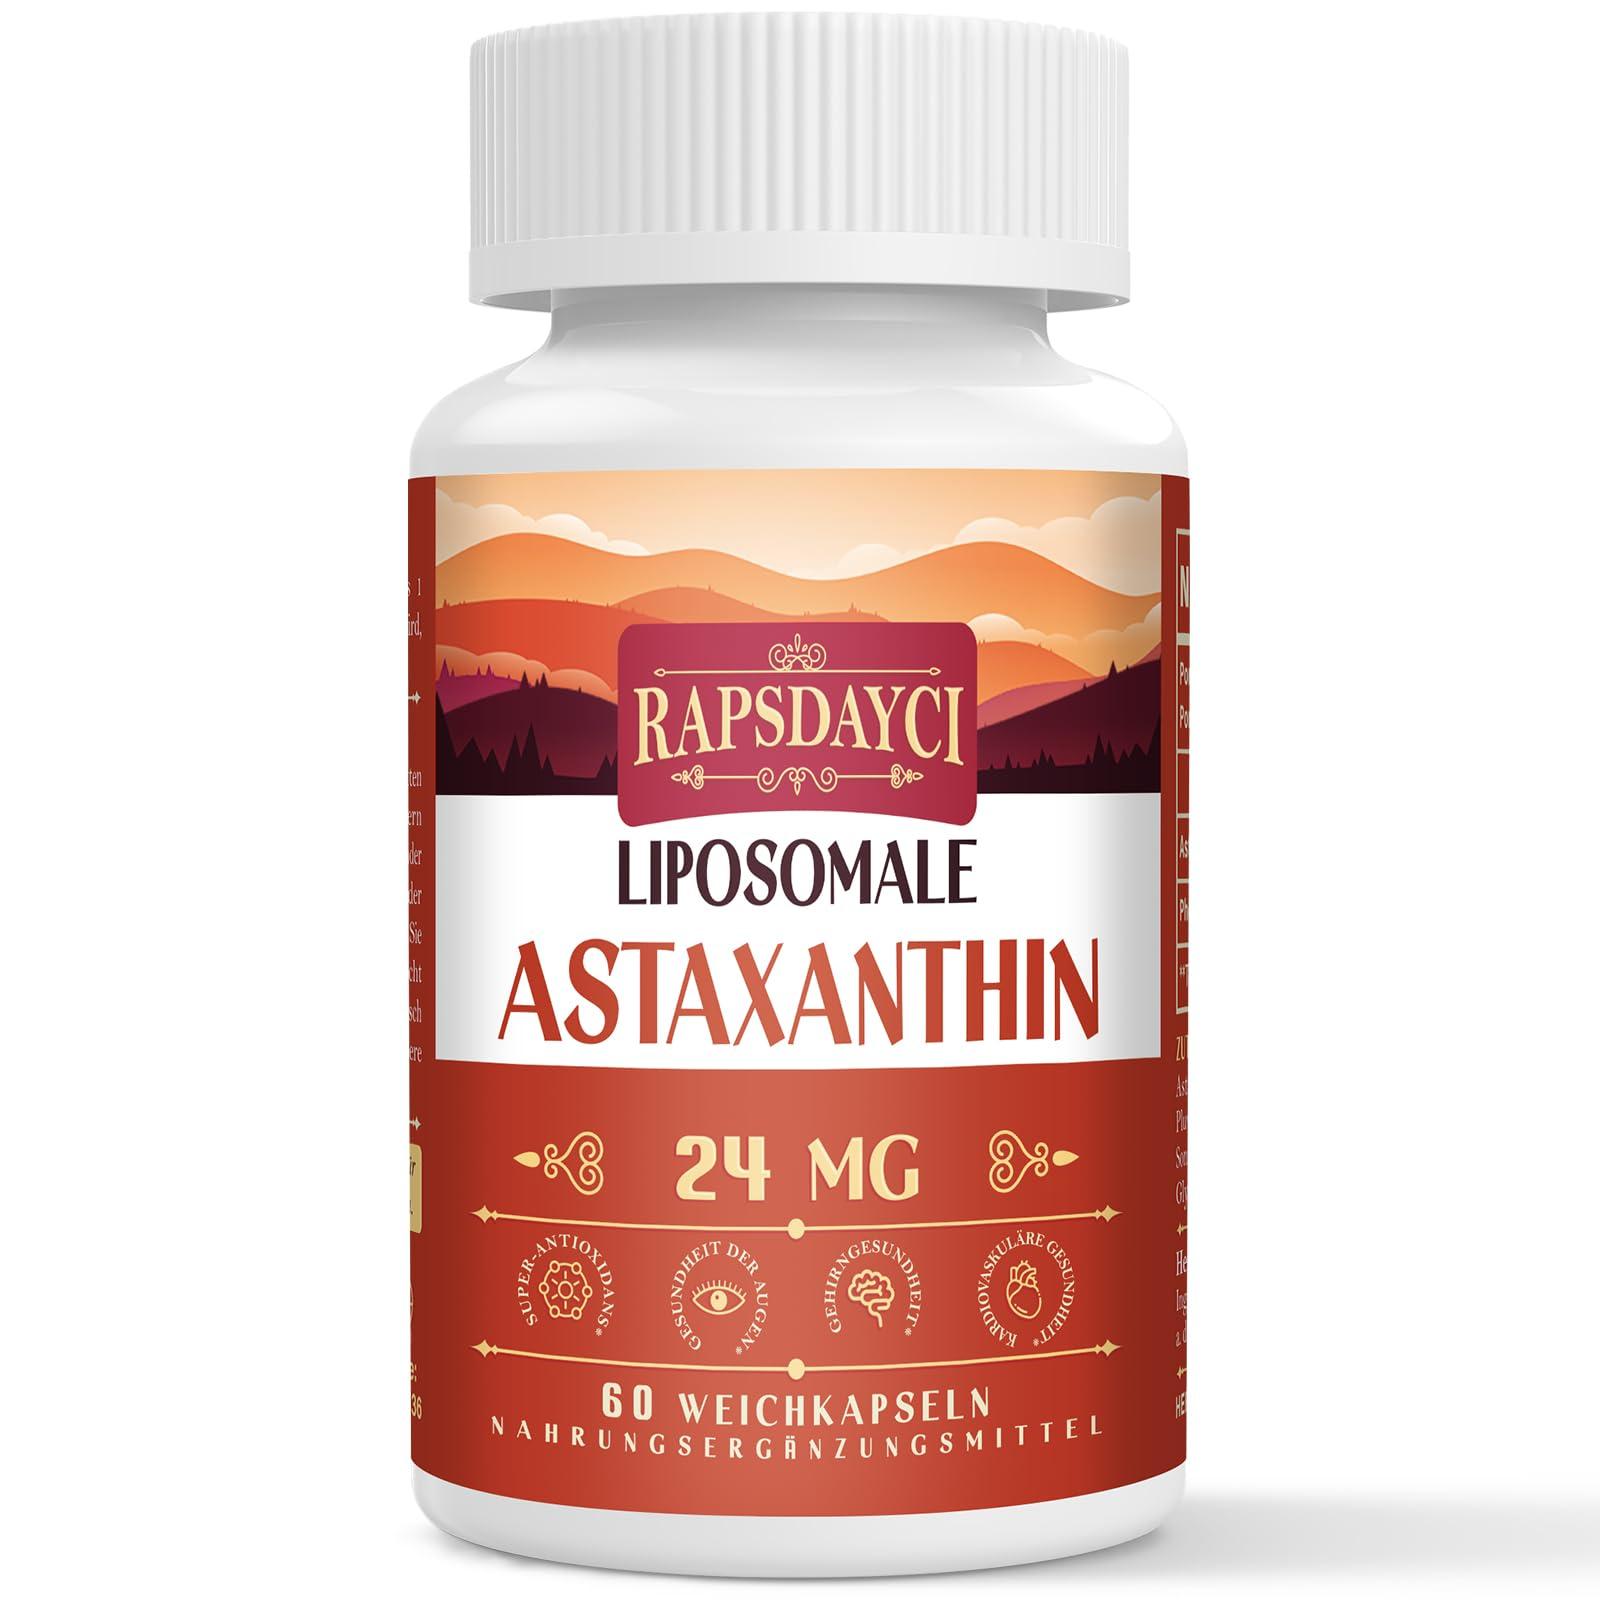 RAPSDAYCI
LIPOSOMALE
ASTAXANTHIN
24 MG
SUPER-ANTIOXIDANS*
GESUNDHEIT DER AUGEN*
GEHIRNGESUNDHEIT*
KARDIOVASKULÄRE GESUNDHEIT*
60 WEICHKAPSELN
NAHRUNGSERGÄNZUNGSMITTEL